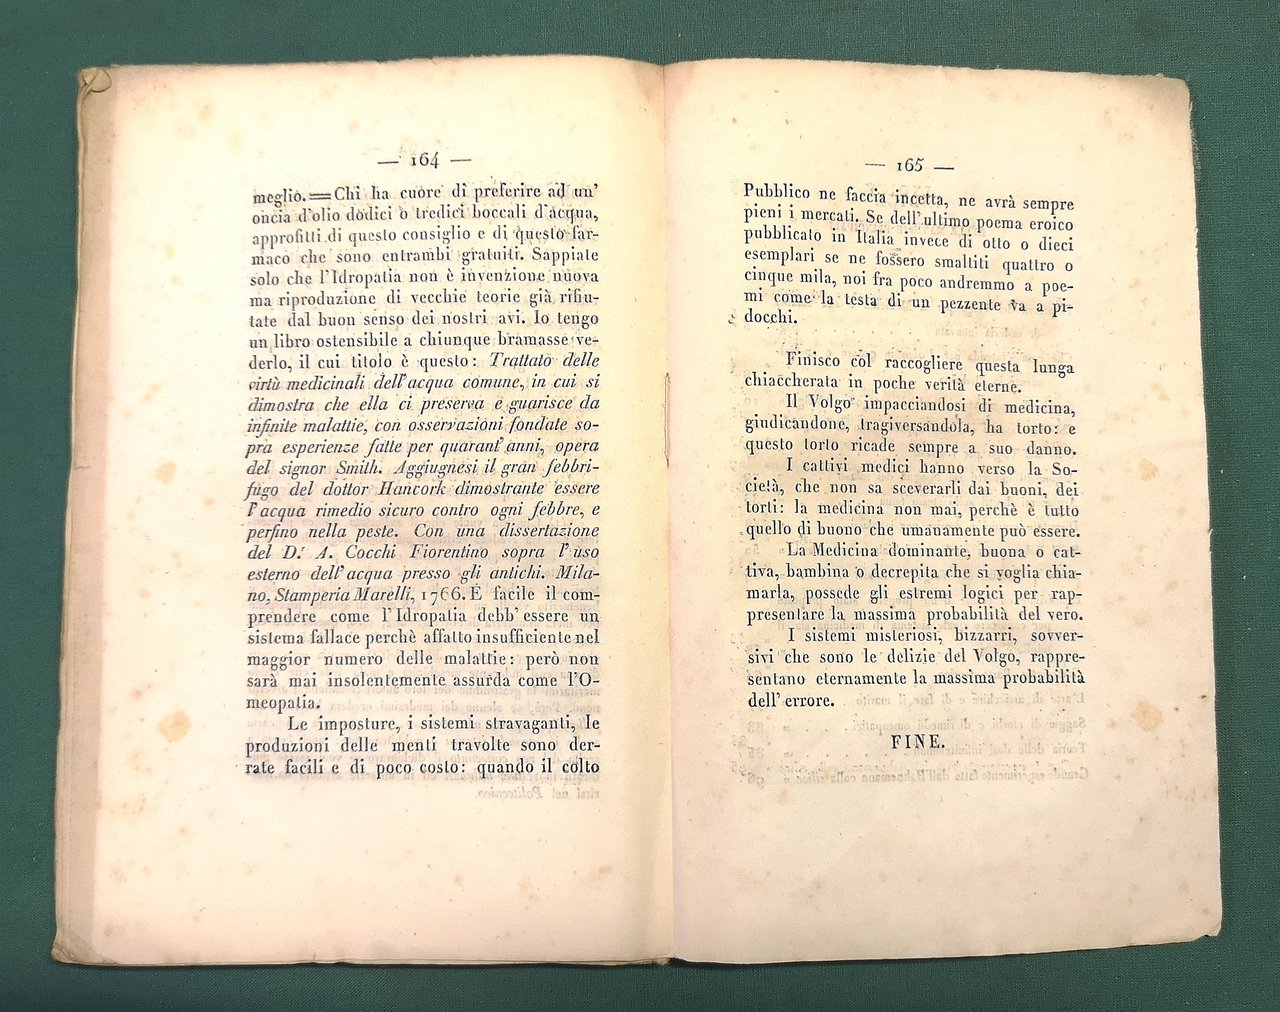 — 164 —
meglio.=Chi ha cuore di preferire ad un'
oncia d'olio dodici o tredici boccali d'acqua,
approfitti di questo consiglio e di questo far-
maco che sono entrambi gratuiti. Sappiate
solo che l'Idropatia non è invenzione nuova
ma riproduzione di vecchie teorie già rifiu-
tate dal buon senso dei nostri avi. Io tengo
un libro ostensibile a chiunque bramasse ve-
derlo, il cui titolo è questo: Trattato delle
virtù medicinali dell'acqua comune, in cui si
dimostra che ella ci preserva e guarisce da
infinite malattie, con osservazioni fondate so-
pra esperienze fatte per quarant'anni, opera
del signor Smith. Aggiugnesi il gran febbri-
fugo del dottor Hancork dimostrante essere
l'acqua rimedio sicuro contro ogni febbre, e
perfino nella peste. Con una dissertazione
del D.r A. Cocchi Fiorentino sopra l'uso
esterno dell'acqua presso gli antichi. Mila-
no, Stamperia Marelli, 1766. È facile il com-
prendere come l'Idropatia debb'essere un
sistema fallace perchè affatto insufficiente nel
maggior numero delle malattie: però non
sarà mai insolentemente assurda come l'O-
meopatia.
Le imposture, i sistemi stravaganti, le
produzioni delle menti travolte sono der-
rate facili e di poco costo: quando il colto
— 165 —
Pubblico ne faccia incetta, ne avrà sempre
pieni i mercati. Se dell'ultimo poema eroico
pubblicato in Italia invece di otto o dieci
esemplari se ne fossero smaltiti quattro o
cinque mila, noi fra poco andremmo a poe-
mi come la testa di un pezzente va a pi-
docchi.
Finisco col raccogliere questa lunga
chiaccherata in poche verità eterne.
Il Volgo impacciandosi di medicina,
giudicandone, tragiversandola, ha torto: e
questo torto ricade sempre a suo danno.
I cattivi medici hanno verso la So-
cietà, che non sa sceverarli dai buoni, dei
torti: la medicina non mai, perchè è tutto
quello di buono che umanamente può essere.
La Medicina dominante, buona o cat-
tiva, bambina o decrepita che si voglia chia-
marla, possede gli estremi logici per rap-
presentare la massima probabilità del vero.
I sistemi misteriosi, bizzarri, sovver-
sivi che sono le delizie del Volgo, rappre-
sentano eternamente la massima probabilità
dell'errore.
FINE.